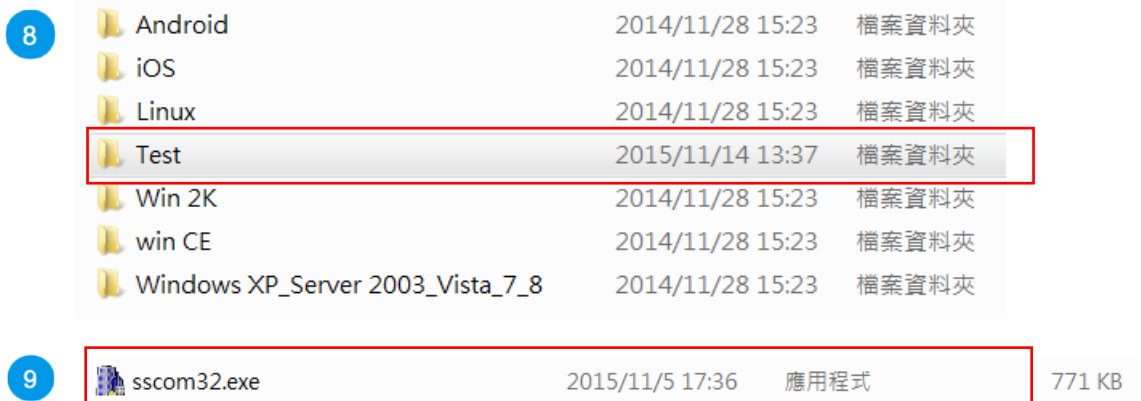 8 Android 2014/11/28 15:23 檔案資料夾
iOS 2014/11/28 15:23 檔案資料夾
Linux 2014/11/28 15:23 檔案資料夾
Test 2015/11/14 13:37 檔案資料夾
Win 2K 2014/11/28 15:23 檔案資料夾
win CE 2014/11/28 15:23 檔案資料夾
Windows XP_Server 2003_Vista_7_8 2014/11/28 15:23 檔案資料夾
9 sscom32.exe 2015/11/5 17:36 應用程式 771 KB